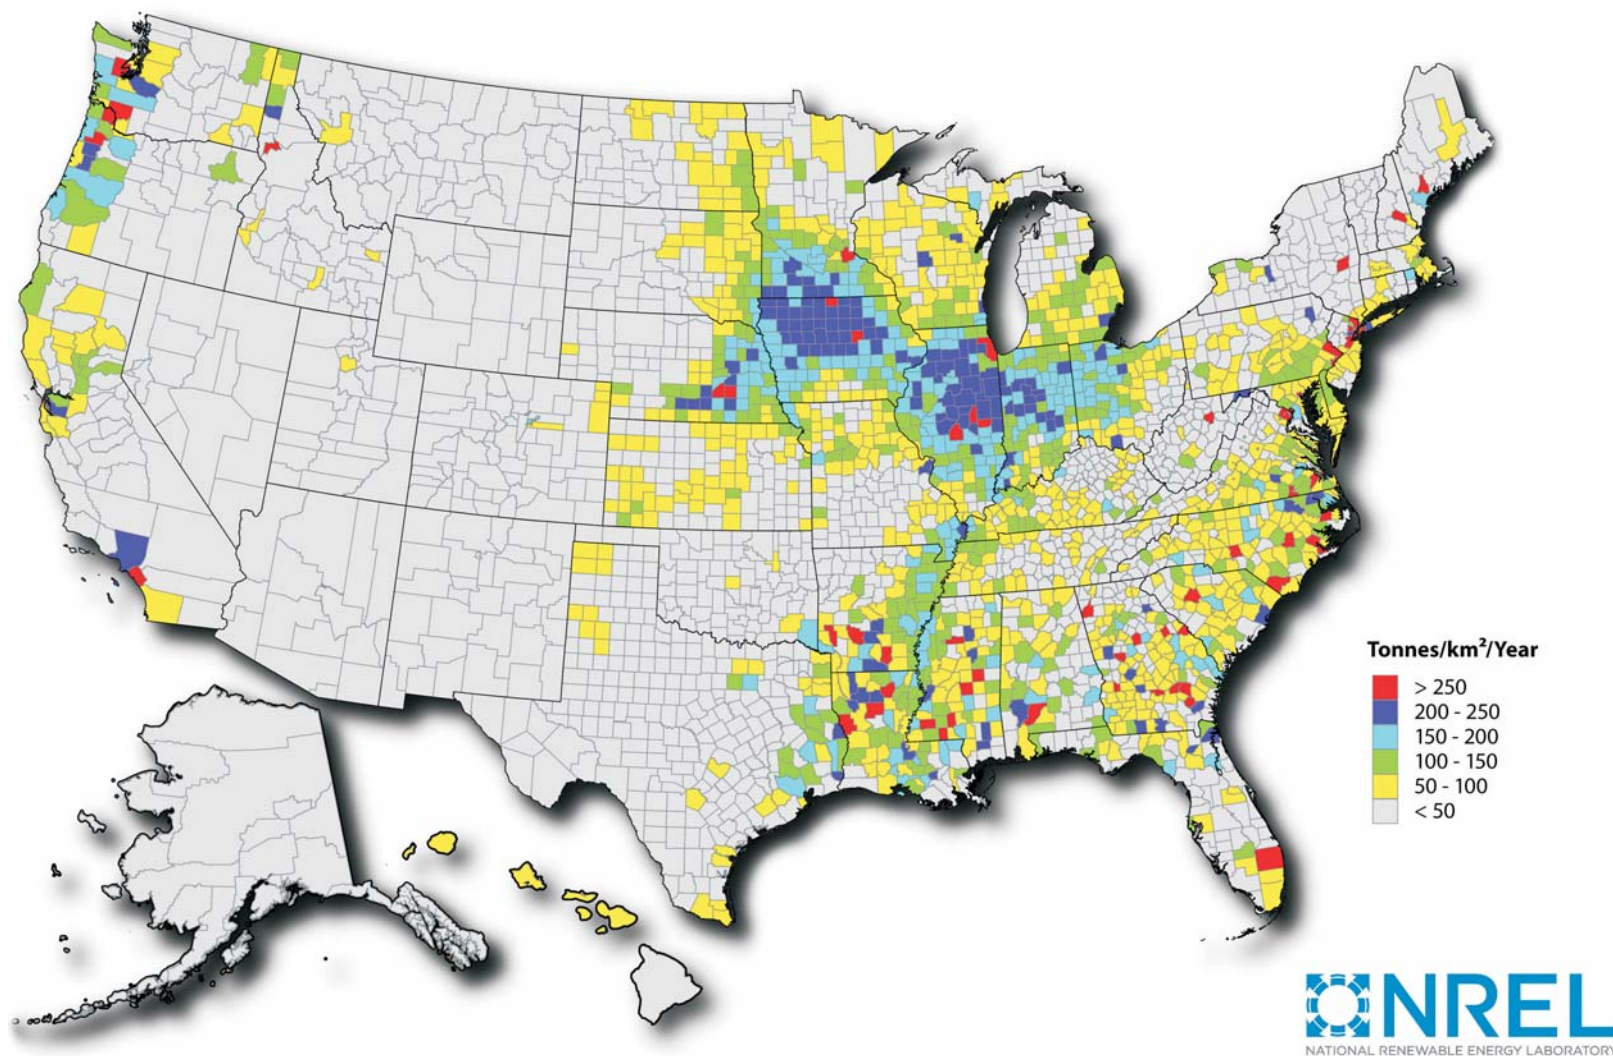 Tonnes/km²/Year
> 250
200 - 250
150 - 200
100 - 150
50 - 100
< 50
NREL
NATIONAL RENEWABLE ENERGY LABORATORY